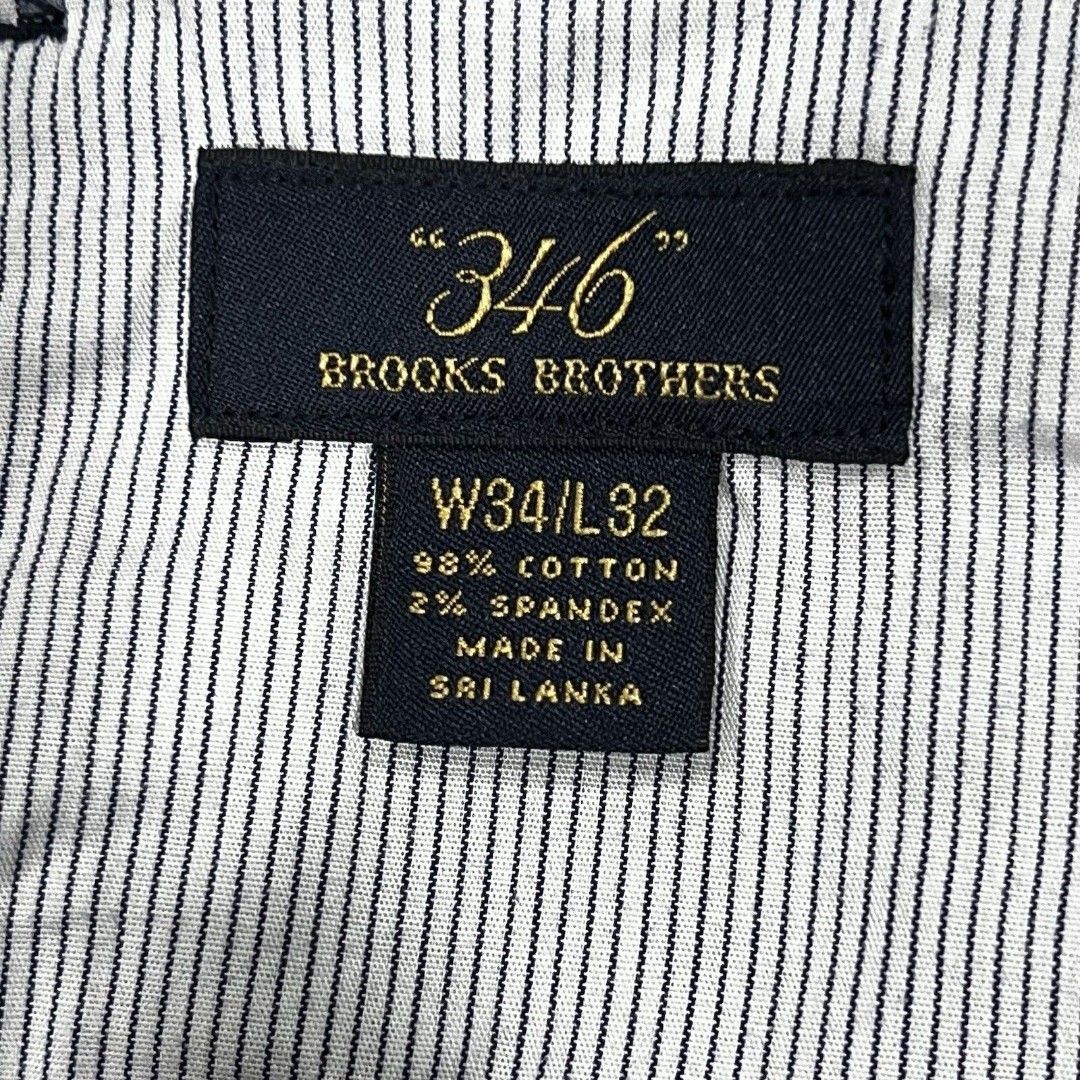 “346”
BROOKS BROTHERS
W34/L32
98% COTTON
2% SPANDEX
MADE IN
SRI LANKA